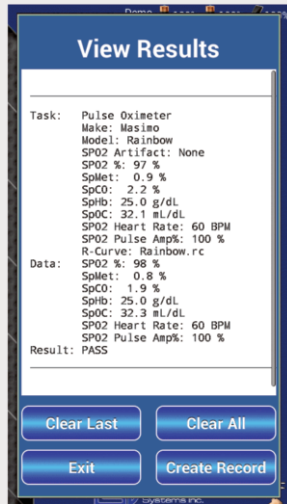 Demo
View Results
Task: Pulse Oximeter
Make: Masimo
Model: Rainbow
SPO2 Artifact: None
SPO2 %: 97 %
SpMet: 0.9 %
SpCO: 2.2 %
SpHb: 25.0 g/dL
SpOC: 32.1 mL/dL
SPO2 Heart Rate: 60 BPM
SPO2 Pulse Amp%: 100 %
R-Curve: Rainbow.rc
Data: SPO2 %: 98 %
SpMet: 0.8 %
SpCO: 1.9 %
SpHb: 25.0 g/dL
SpOC: 32.3 mL/dL
SPO2 Heart Rate: 60 BPM
SPO2 Pulse Amp%: 100 %
Result: PASS
Clear Last Clear All
Exit Create Record
Systems Inc.